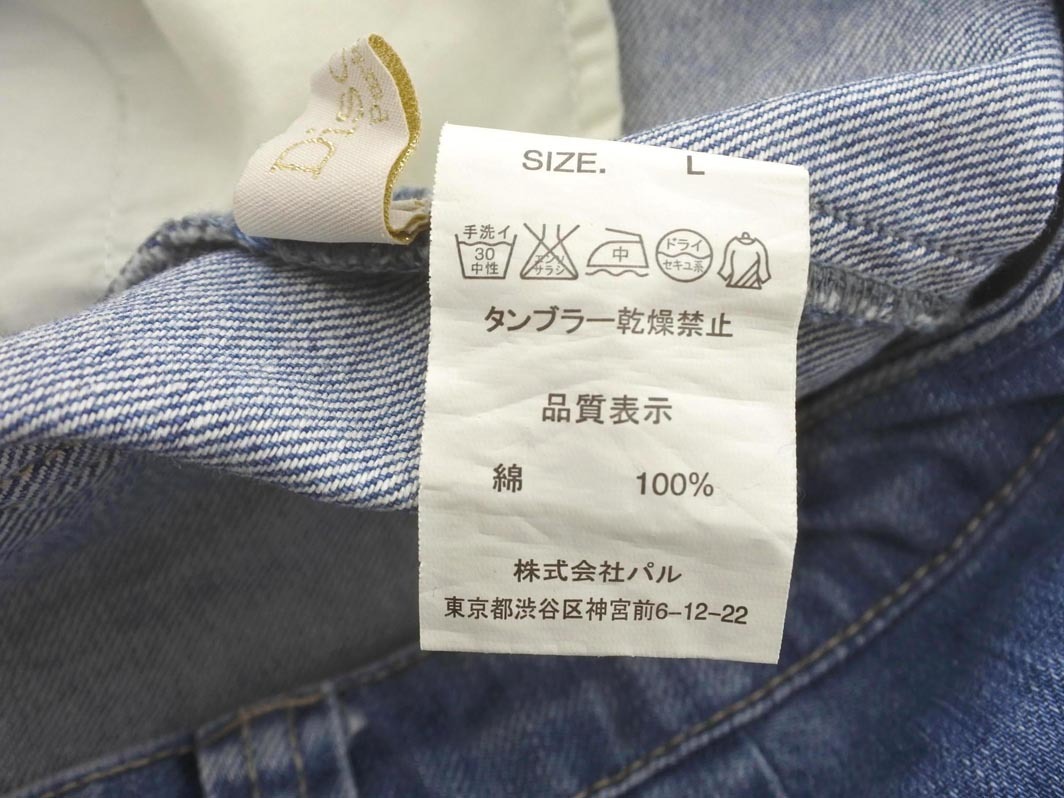 Diss
SIZE. L
手洗イ
30
中性
エンソ
サラシ
中
ドライ
セキユ系
タンブラー乾燥禁止
品質表示
綿 100%
株式会社パル
東京都渋谷区神宮前6-12-22